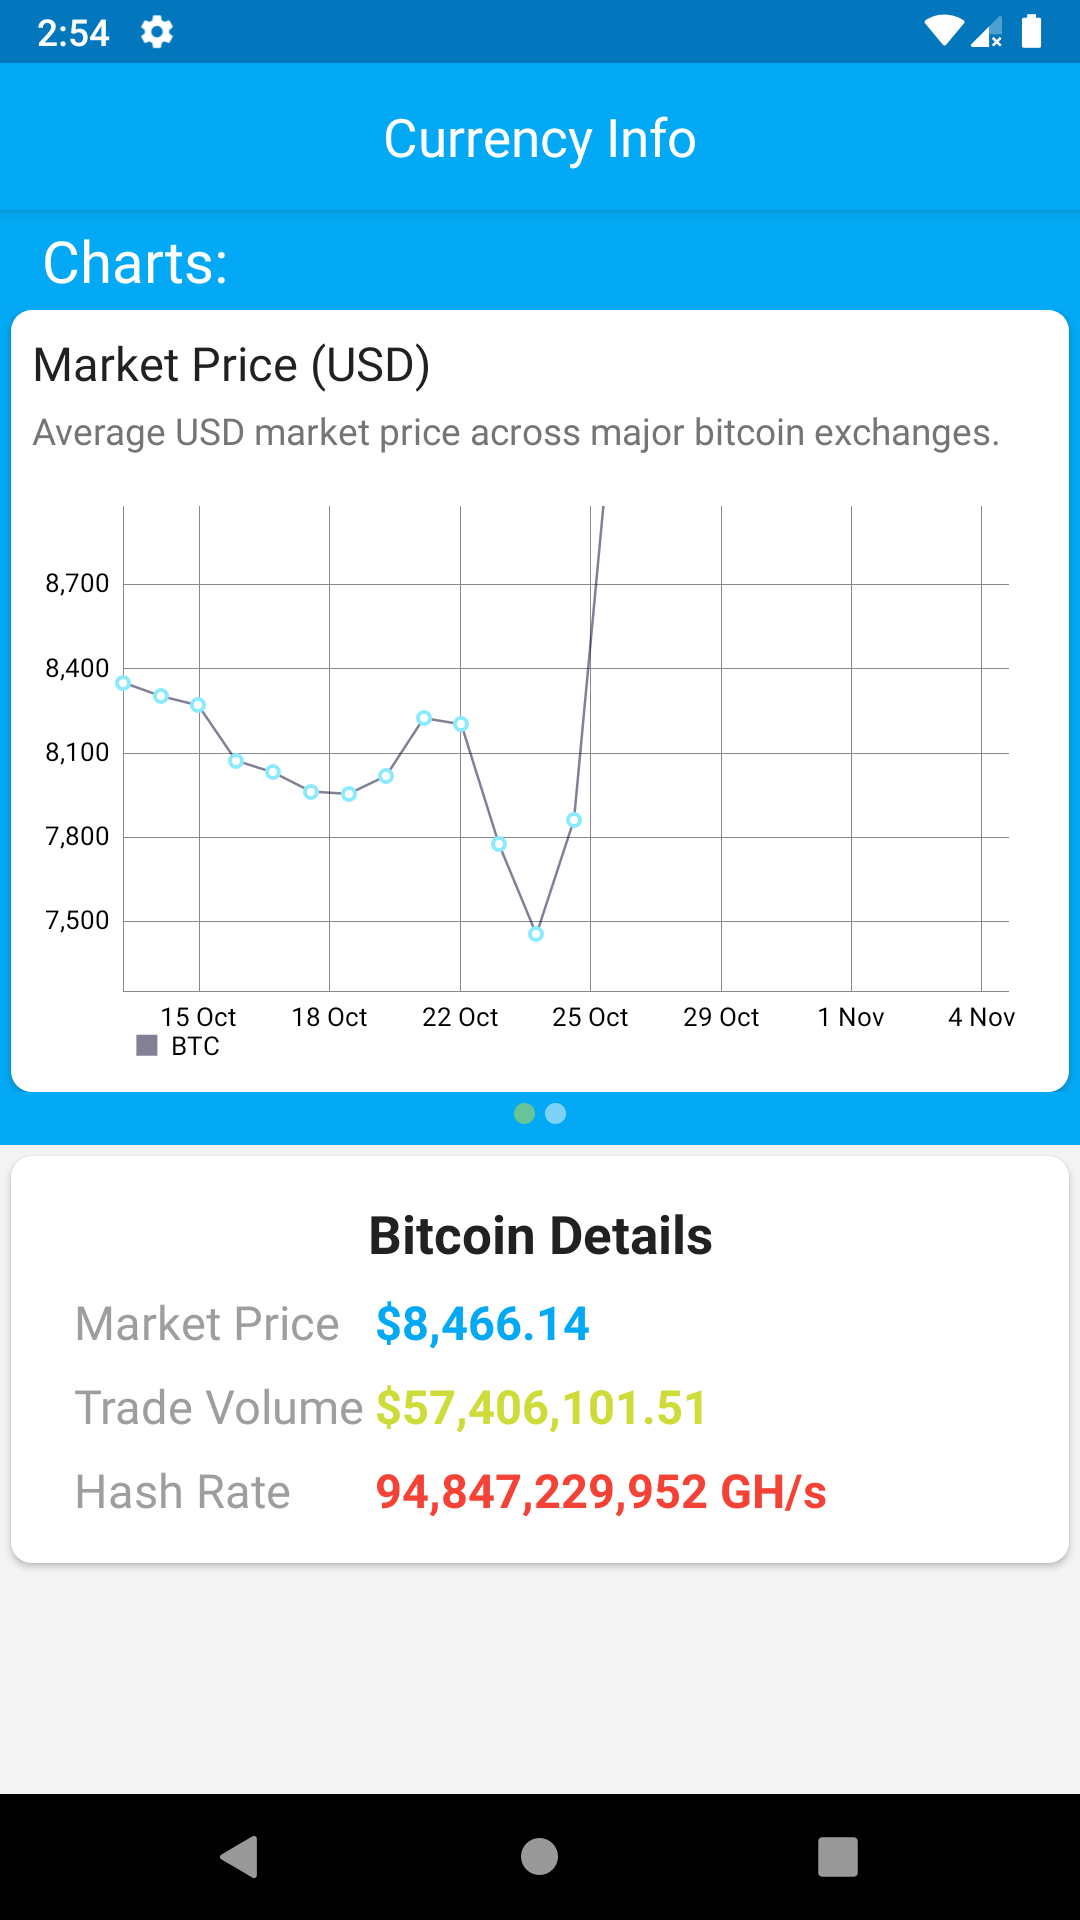 2:54
Currency Info
Charts:
Market Price (USD)
Average USD market price across major bitcoin exchanges.
8,700
8,400
8,100
7,800
7,500
15 Oct 18 Oct 22 Oct 25 Oct 29 Oct 1 Nov 4 Nov
BTC
Bitcoin Details
Market Price $8,466.14
Trade Volume $57,406,101.51
Hash Rate 94,847,229,952 GH/s